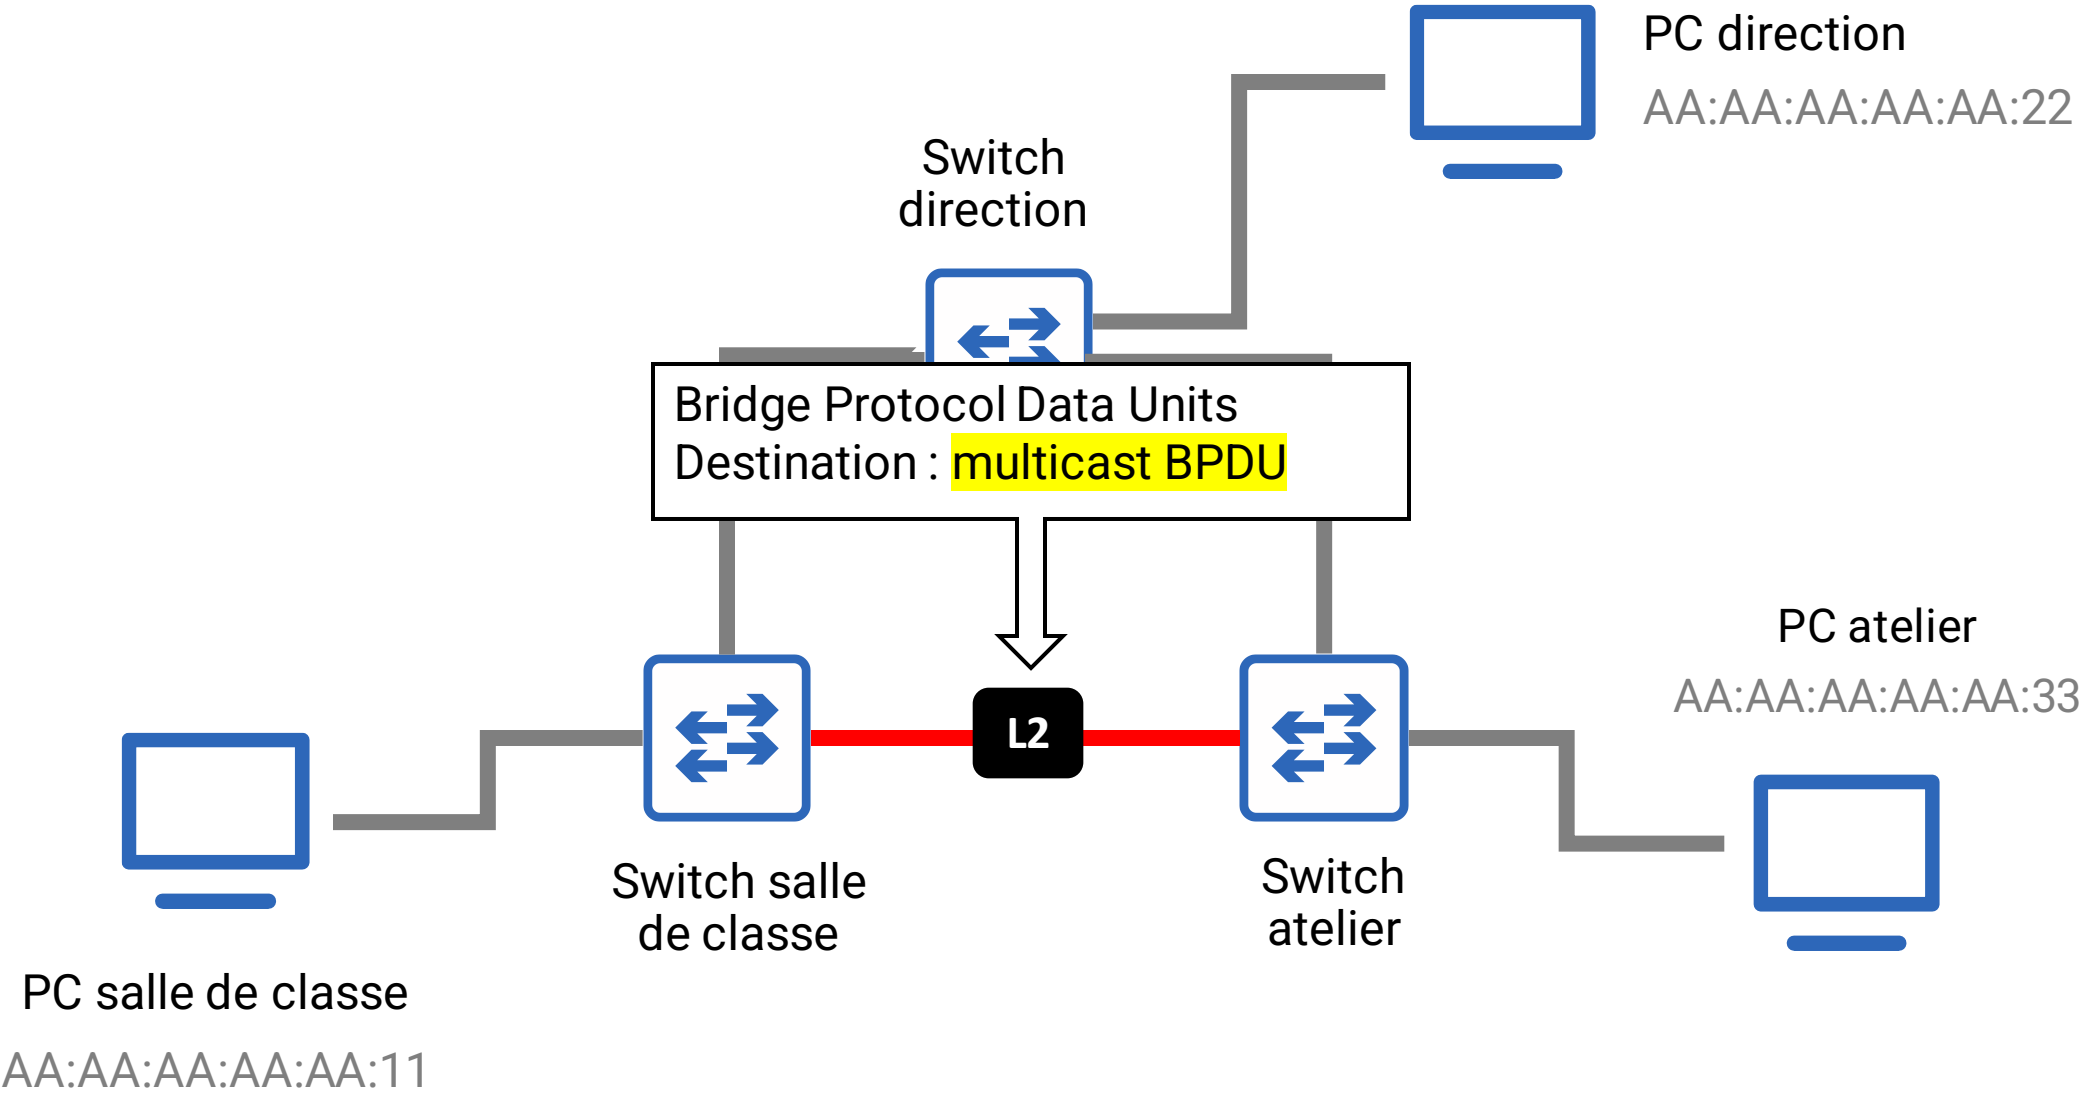 PC direction
AA:AA:AA:AA:AA:22
Switch
direction
Bridge Protocol Data Units
Destination : multicast BPDU
PC atelier
AA:AA:AA:AA:AA:33
L2
Switch salle
de classe
Switch
atelier
PC salle de classe
AA:AA:AA:AA:AA:11